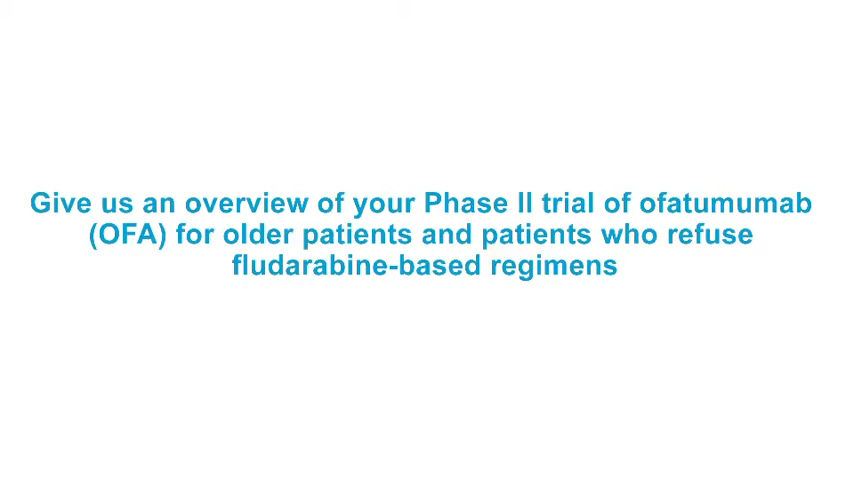 Give us an overview of your Phase II trial of ofatumumab
(OFA) for older patients and patients who refuse
fludarabine-based regimens